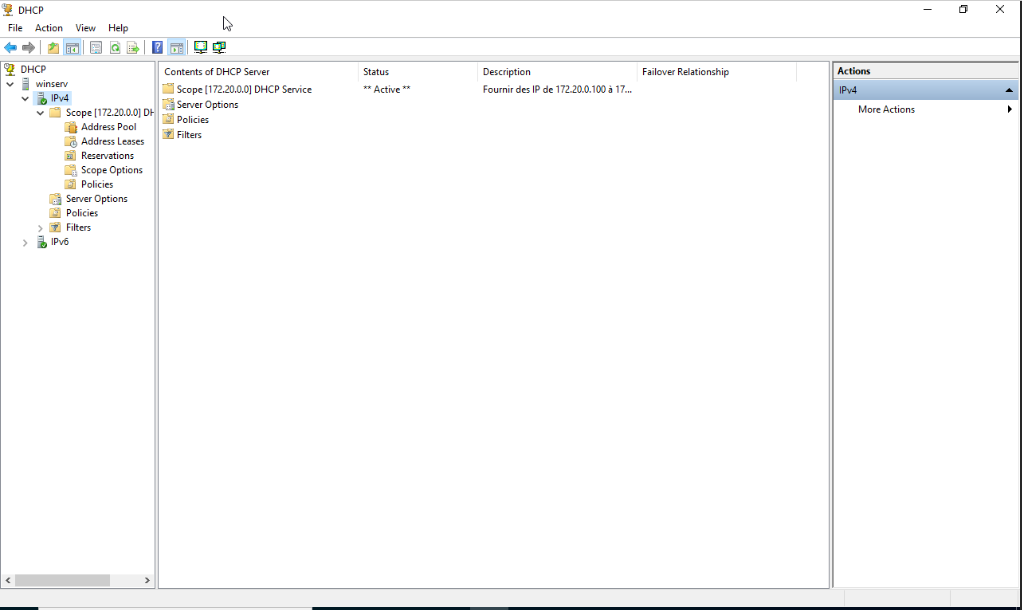 DHCP
File Action View Help
DHCP
winserv
IPv4
Scope [172.20.0.0] DH
Address Pool
Address Leases
Reservations
Scope Options
Policies
Server Options
Policies
Filters
IPv6
Contents of DHCP Server Status Description Failover Relationship
Scope [172.20.0.0] DHCP Service ** Active ** Fournir des IP de 172.20.0.100 à 17...
Server Options
Policies
Filters
Actions
IPv4
More Actions